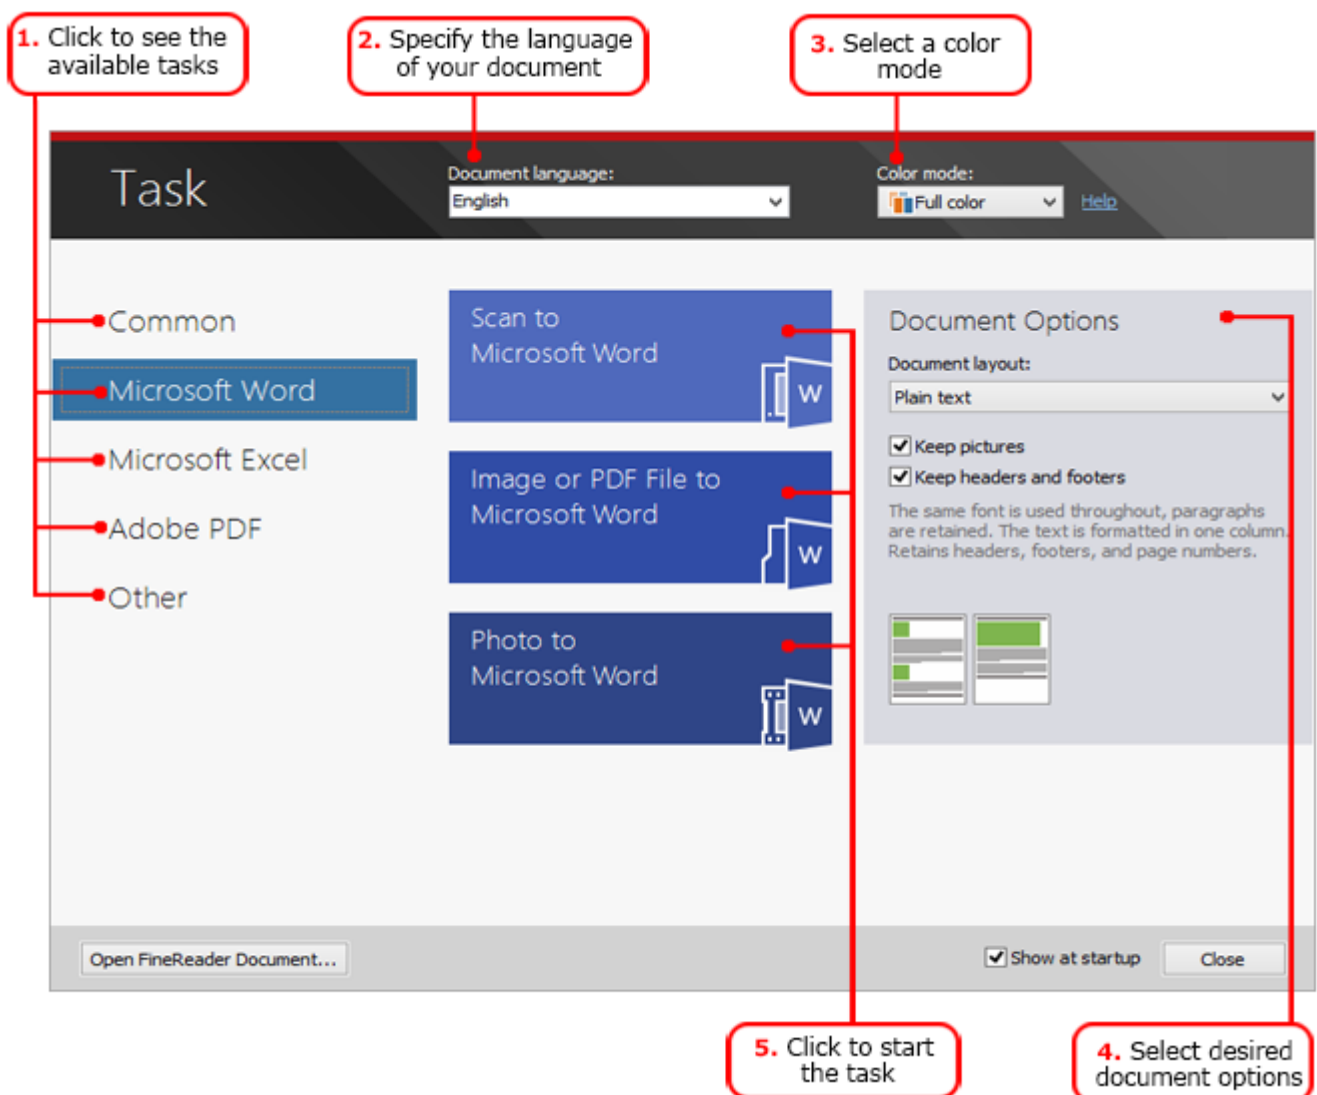 1. Click to see the
available tasks
2. Specify the language
of your document
3. Select a color
mode
Task
Document language:
English
Color mode:
Full color
Help
Common
Microsoft Word
Microsoft Excel
Adobe PDF
Other
Scan to
Microsoft Word
W
Image or PDF File to
Microsoft Word
W
Photo to
Microsoft Word
W
Document Options
Document layout:
Plain text
Keep pictures
Keep headers and footers
The same font is used throughout, paragraphs
are retained. The text is formatted in one column.
Retains headers, footers, and page numbers.
Open FineReader Document...
Show at startup
Close
5. Click to start
the task
4. Select desired
document options